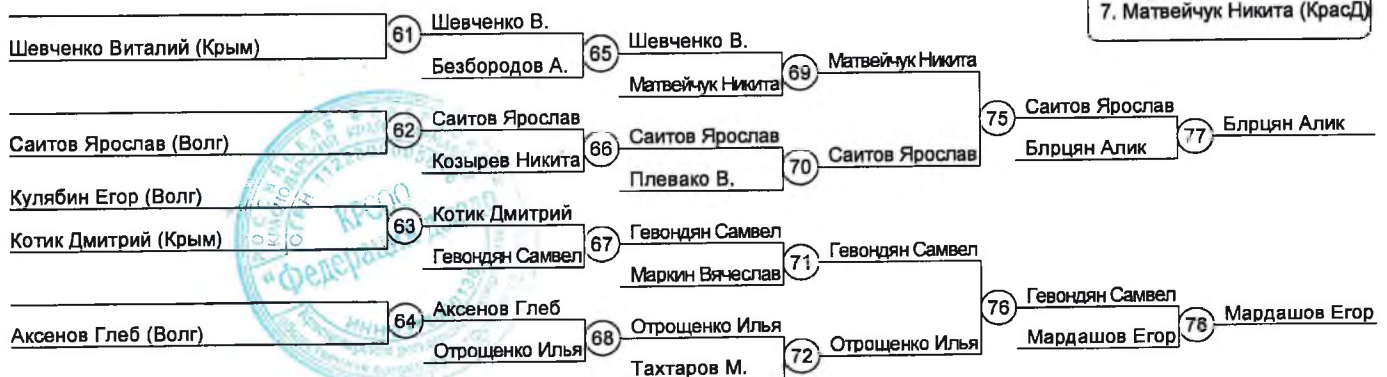 7. Матвейчук Никита (КрасД)
Шевченко Виталий (Крым)
61
Шевченко В.
Безбородов А.
65
Шевченко В.
Матвейчук Никита
69
Матвейчук Никита
Саитов Ярослав (Волг)
62
Саитов Ярослав
Козырев Никита
66
Саитов Ярослав
Плевако В.
70
Саитов Ярослав
75
Саитов Ярослав
Блрцян Алик
77
Блрцян Алик
Кулябин Егор (Волг)
Котик Дмитрий (Крым)
63
Котик Дмитрий
Гевондян Самвел
67
Гевондян Самвел
Маркин Вячеслав
71
Гевондян Самвел
Аксенов Глеб (Волг)
64
Аксенов Глеб
Отрощенко Илья
68
Отрощенко Илья
Тахтаров М.
72
Отрощенко Илья
76
Гевондян Самвел
Мардашов Егор
78
Мардашов Егор
КРСОО
"Федерация дзюдо